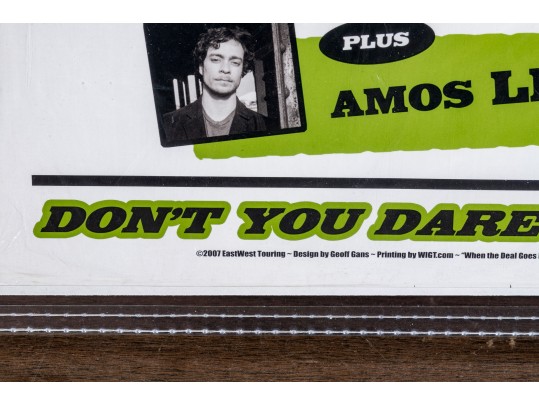 PLUS
AMOS
DON'T YOU DARE
©2007 EastWest Touring ~ Design by Geoff Gans ~ Printing by WIGT.com ~ "When the Deal Goes